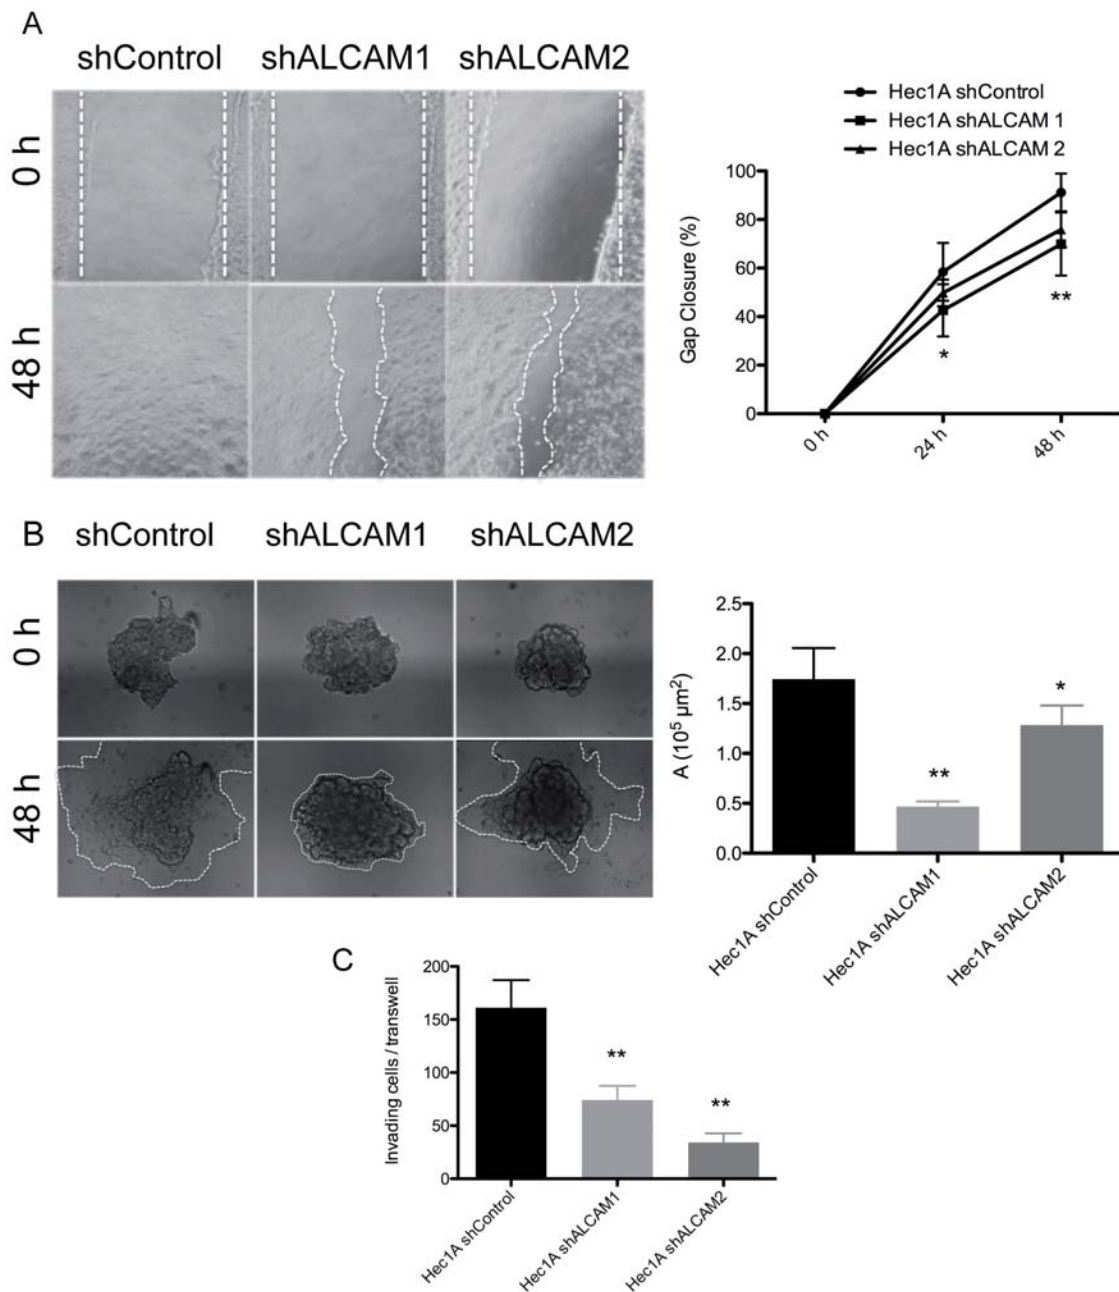 A
shControl shALCAM1 shALCAM2
0 h
48 h
Hec1A shControl
Hec1A shALCAM 1
Hec1A shALCAM 2
Gap Closure (%)
100
80
60
40
20
0
*
**
0 h 24 h 48 h
B
shControl shALCAM1 shALCAM2
0 h
48 h
A (10⁵ µm²)
2.5
2.0
1.5
1.0
0.5
0.0
**
*
Hec1A shControl
Hec1A shALCAM1
Hec1A shALCAM2
C
Invading cells / transwell
200
150
100
50
0
**
**
Hec1A shControl
Hec1A shALCAM1
Hec1A shALCAM2